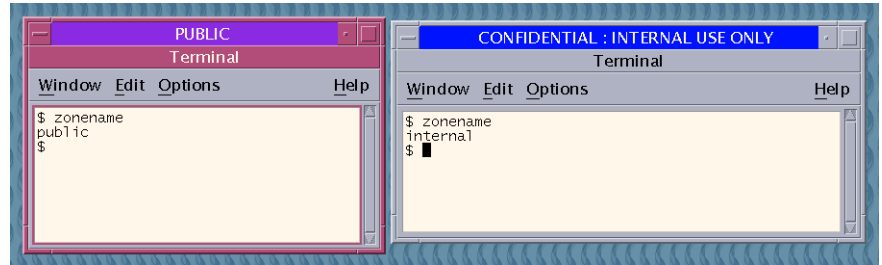 PUBLIC
Terminal
Window Edit Options Help
$ zonename
public
$
CONFIDENTIAL : INTERNAL USE ONLY
Terminal
Window Edit Options Help
$ zonename
internal
$